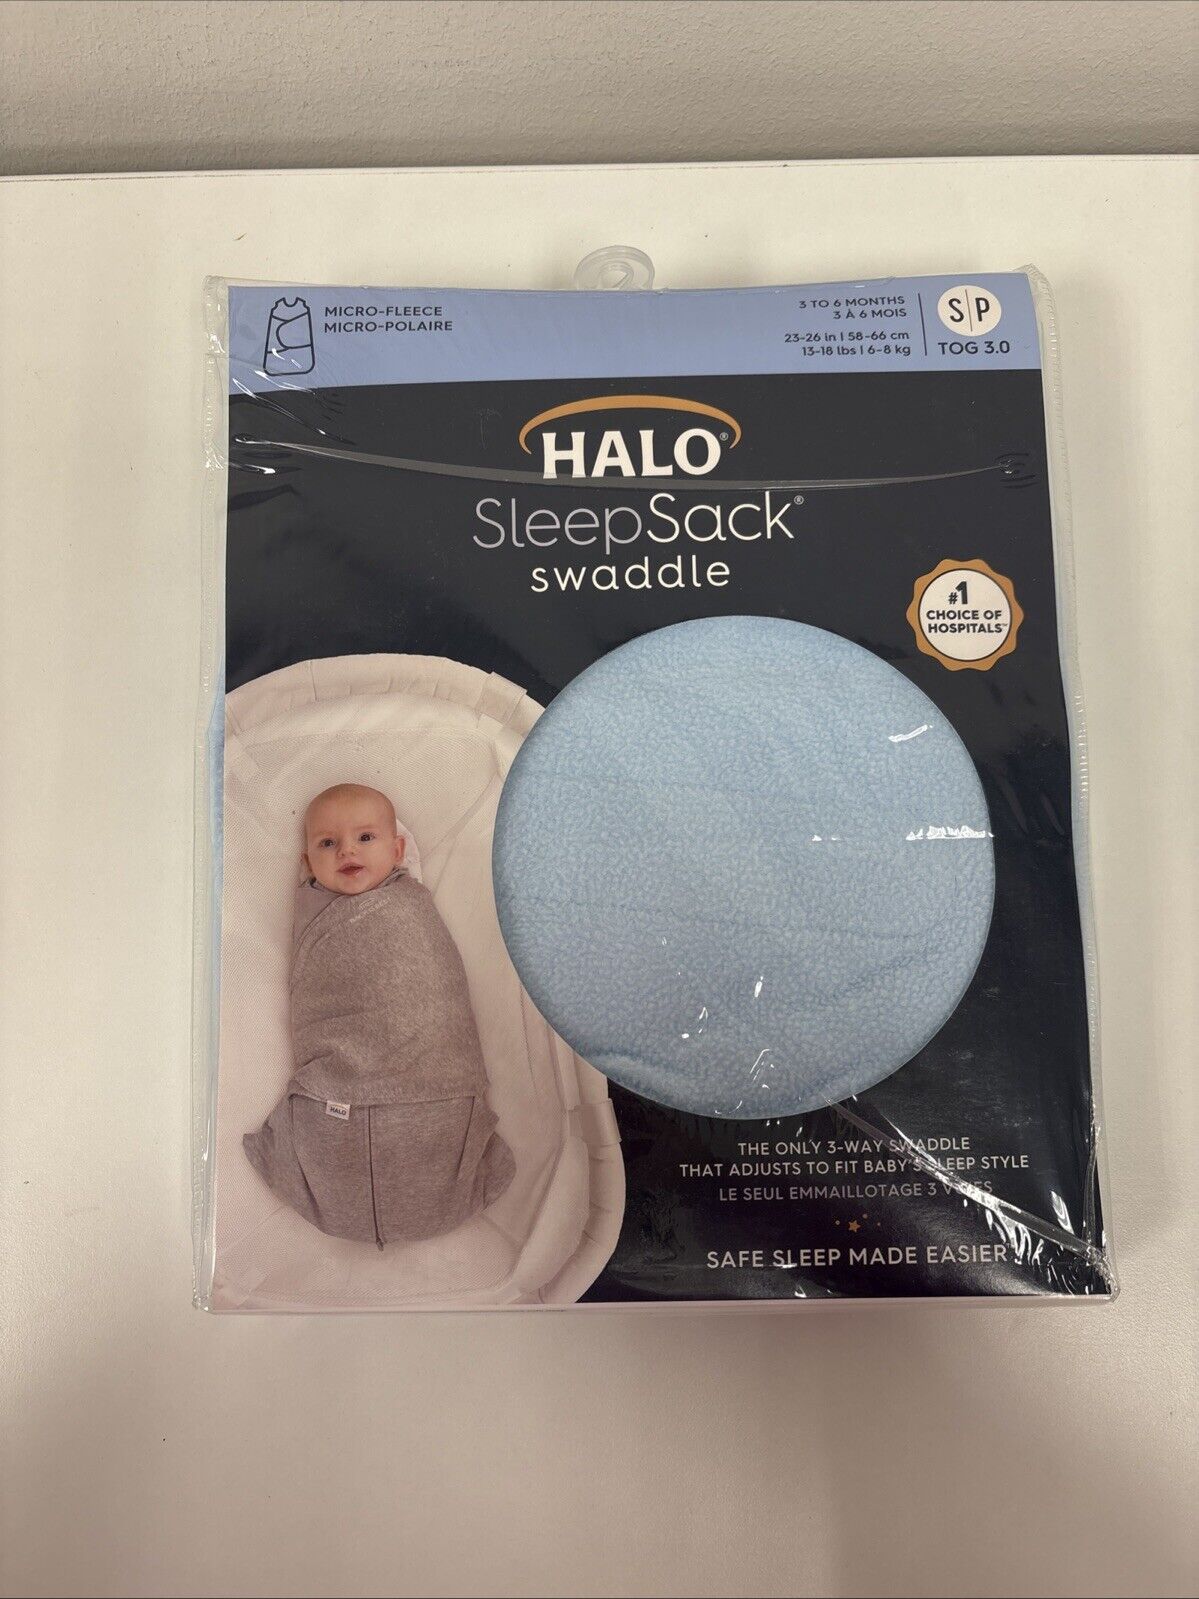 MICRO-FLEECE
MICRO-POLAIRE
3 TO 6 MONTHS
3 À 6 MOIS
23-26 in | 58-66 cm
13-18 lbs | 6-8 kg
S|P
TOG 3.0
HALO®
SleepSack®
swaddle
#1
CHOICE OF
HOSPITALS™
HALO
THE ONLY 3-WAY SWADDLE
THAT ADJUSTS TO FIT BABY'S SLEEP STYLE
LE SEUL EMMAILLOTAGE 3
SAFE SLEEP MADE EASIER